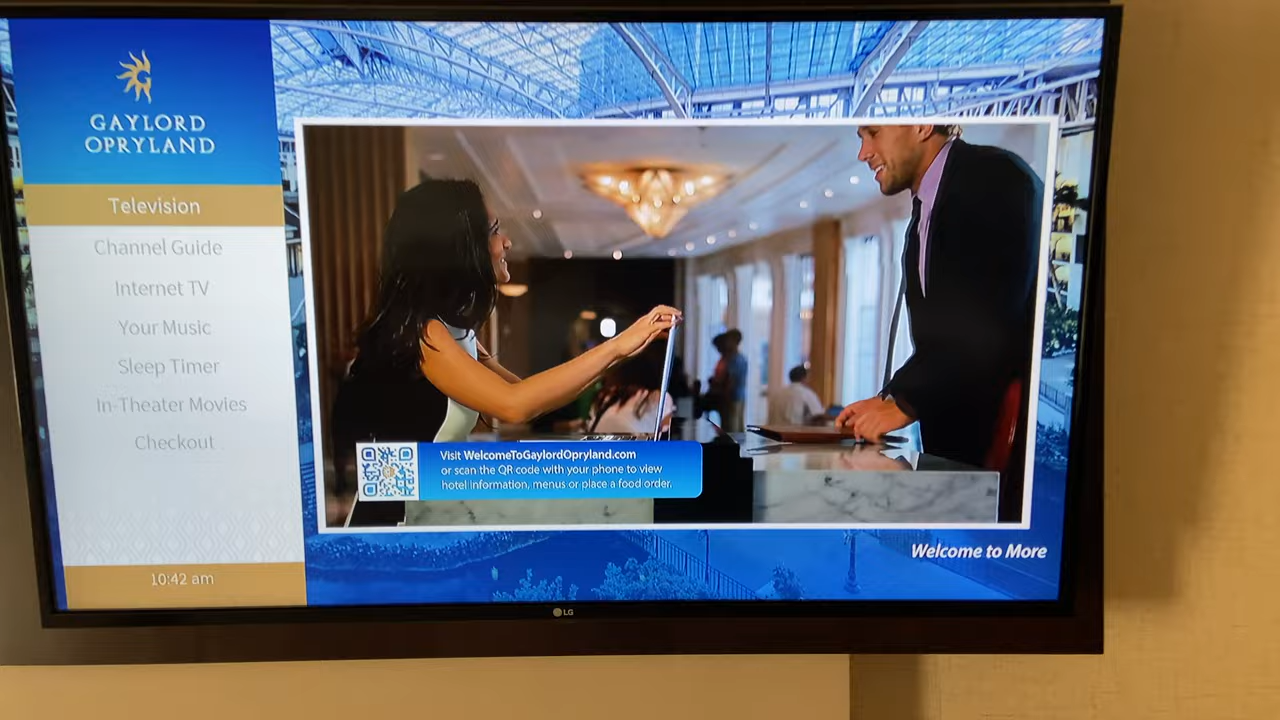 GAYLORD
OPRYLAND
Television
Channel Guide
Internet TV
Your Music
Sleep Timer
In-Theater Movies
Checkout
10:42 am
Visit WelcomeToGaylordOpryland.com
or scan the QR code with your phone to view
hotel information, menus or place a food order.
Welcome to More
LG